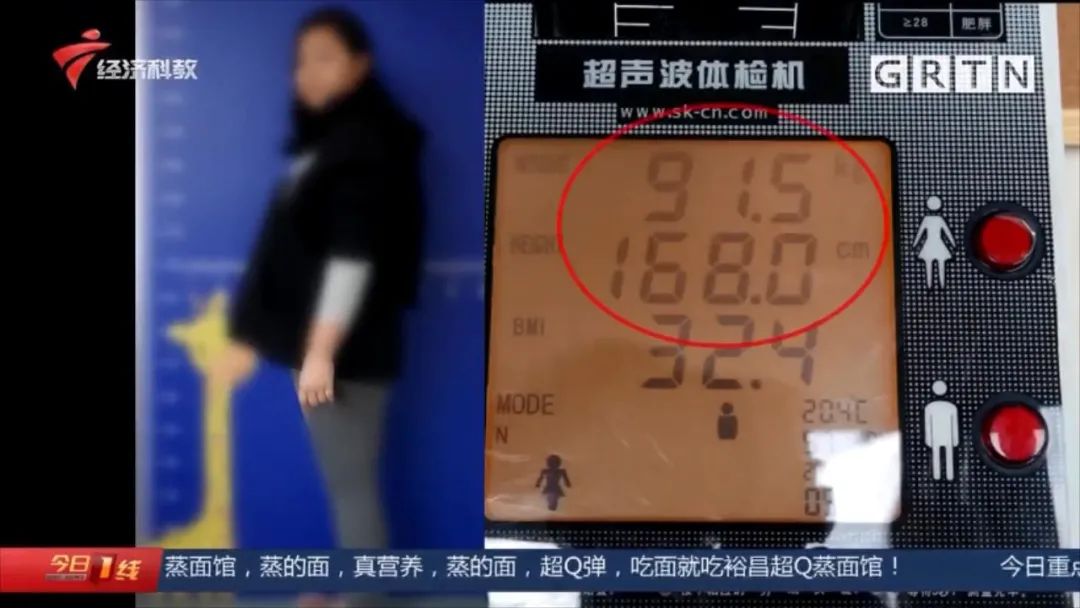 经济科教
≥28 肥胖
超声波体检机
GRTN
www.sk-cn.com
91.5
HEIGHT 168.0 cm
BMI 32.4
MODE
N
20.4C
今日1线
蒸面馆，蒸的面，真营养，蒸的面，超Q弹，吃面就吃裕昌超Q蒸面馆！
今日重点